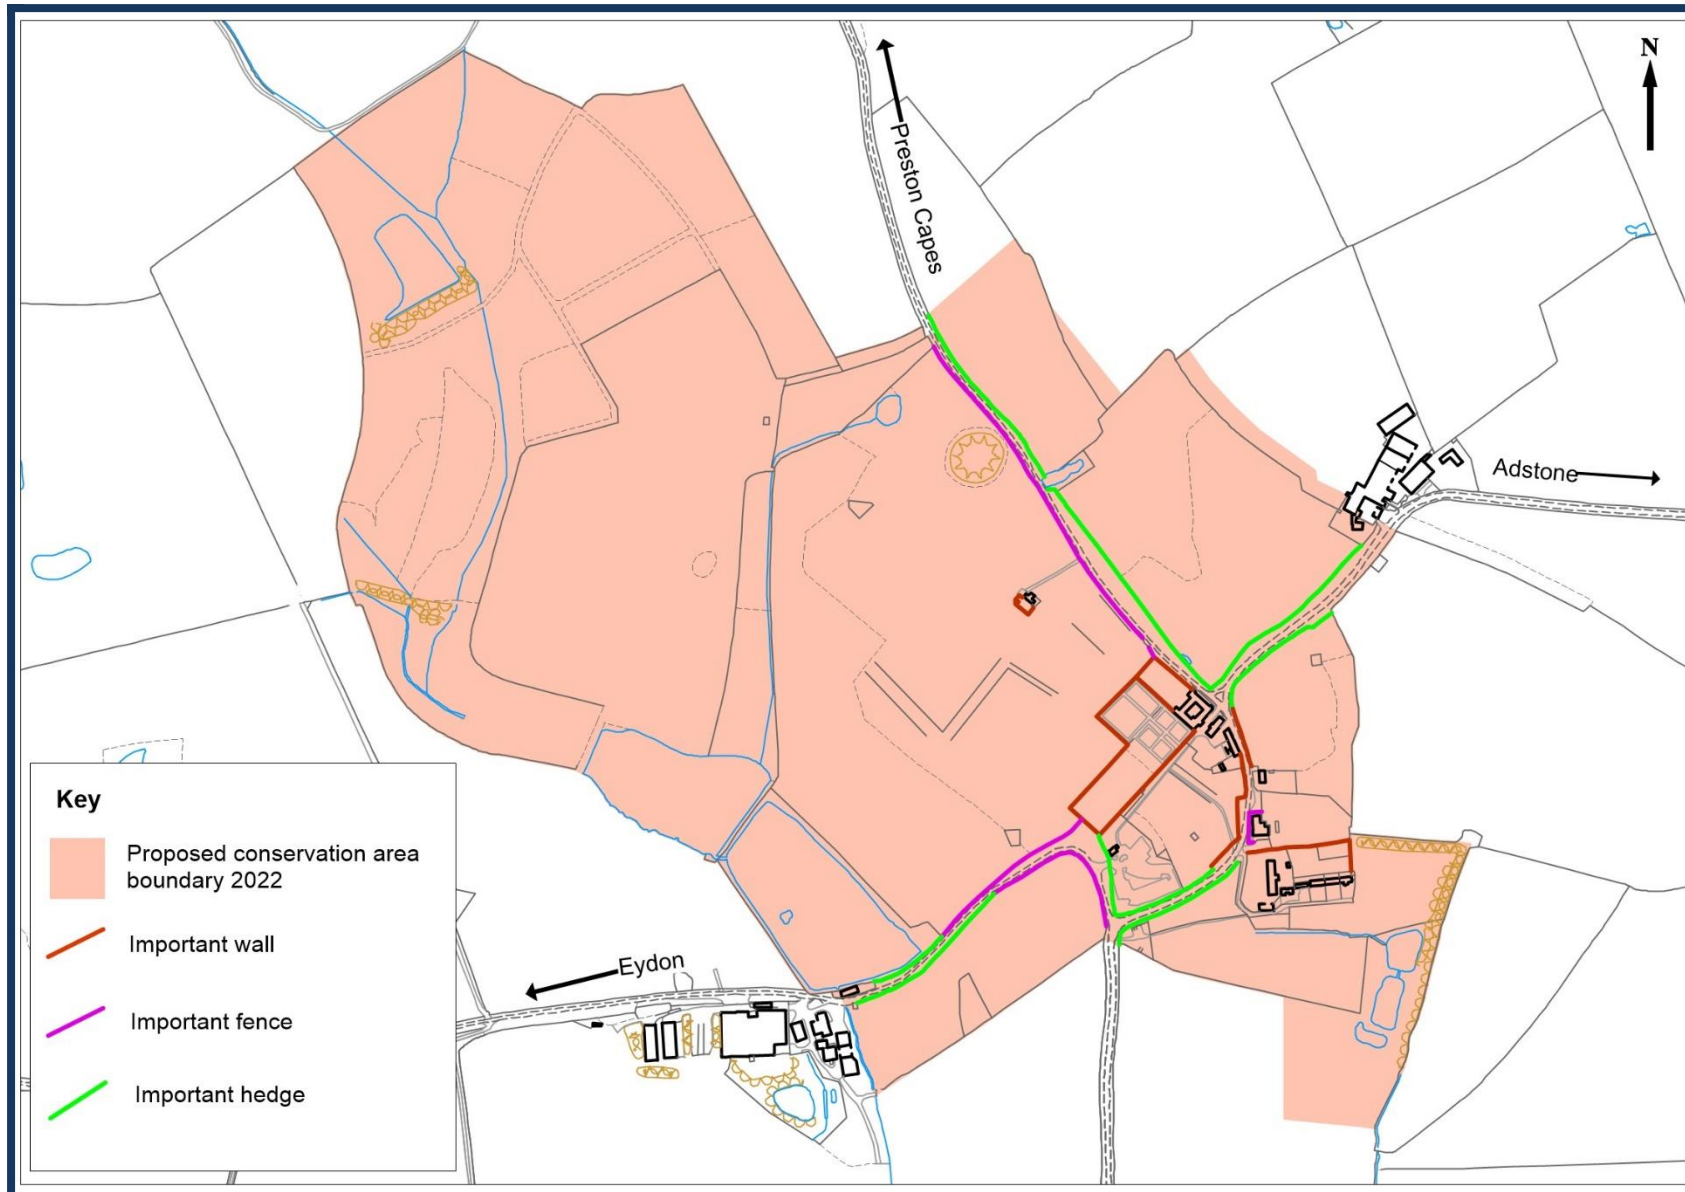 N
Preston Capes
Adstone
Eydon
Key
Proposed conservation area
boundary 2022
Important wall
Important fence
Important hedge